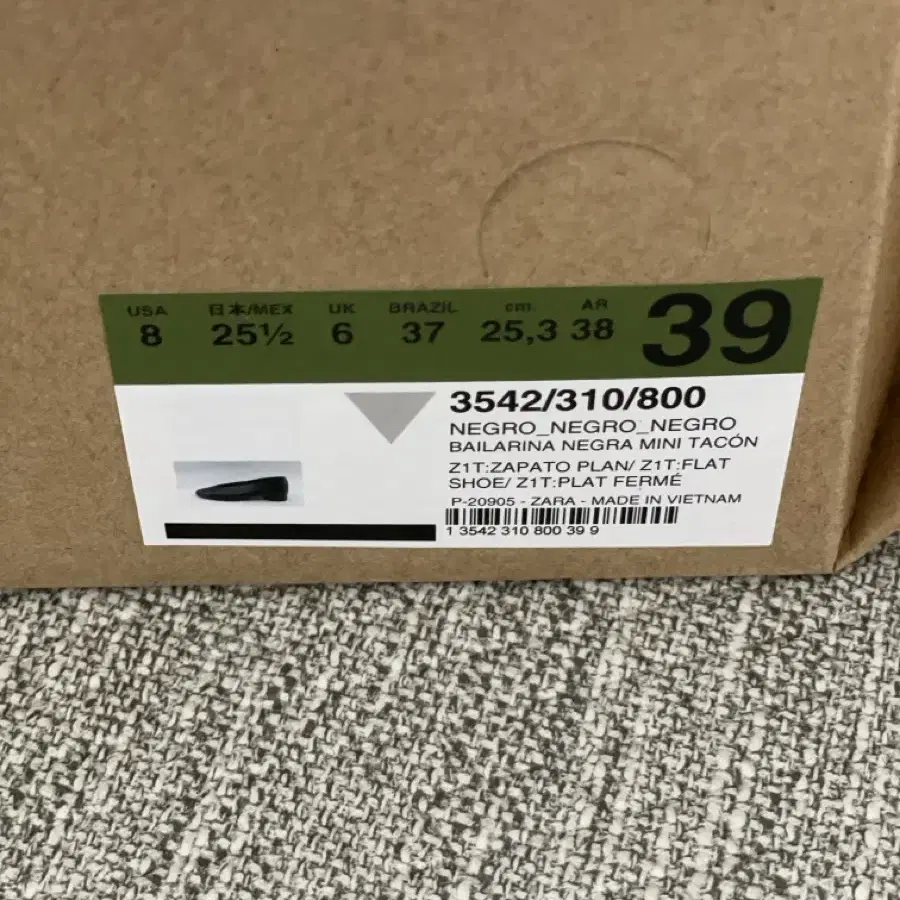 USA 日本/MEX UK BRAZIL cm. AR
8 25½ 6 37 25,3 38 39
3542/310/800
NEGRO_NEGRO_NEGRO
BAILARINA NEGRA MINI TACÓN
Z1T:ZAPATO PLAN/ Z1T:FLAT
SHOE/ Z1T:PLAT FERMÉ
P-20905 - ZARA - MADE IN VIETNAM
1 3542 310 800 39 9